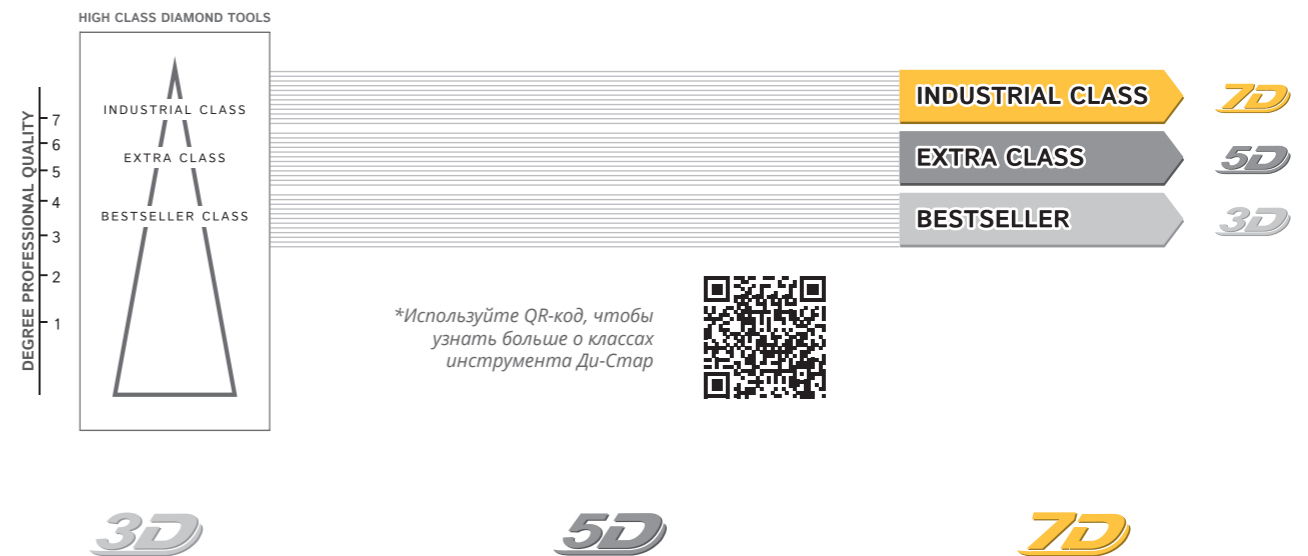 HIGH CLASS DIAMOND TOOLS
DEGREE PROFESSIONAL QUALITY
7
6
5
4
3
2
1
INDUSTRIAL CLASS
EXTRA CLASS
BESTSELLER CLASS
INDUSTRIAL CLASS
7D
EXTRA CLASS
5D
BESTSELLER
3D
*Используйте QR-код, чтобы
узнать больше о классах
инструмента Ди-Стар
3D
5D
7D